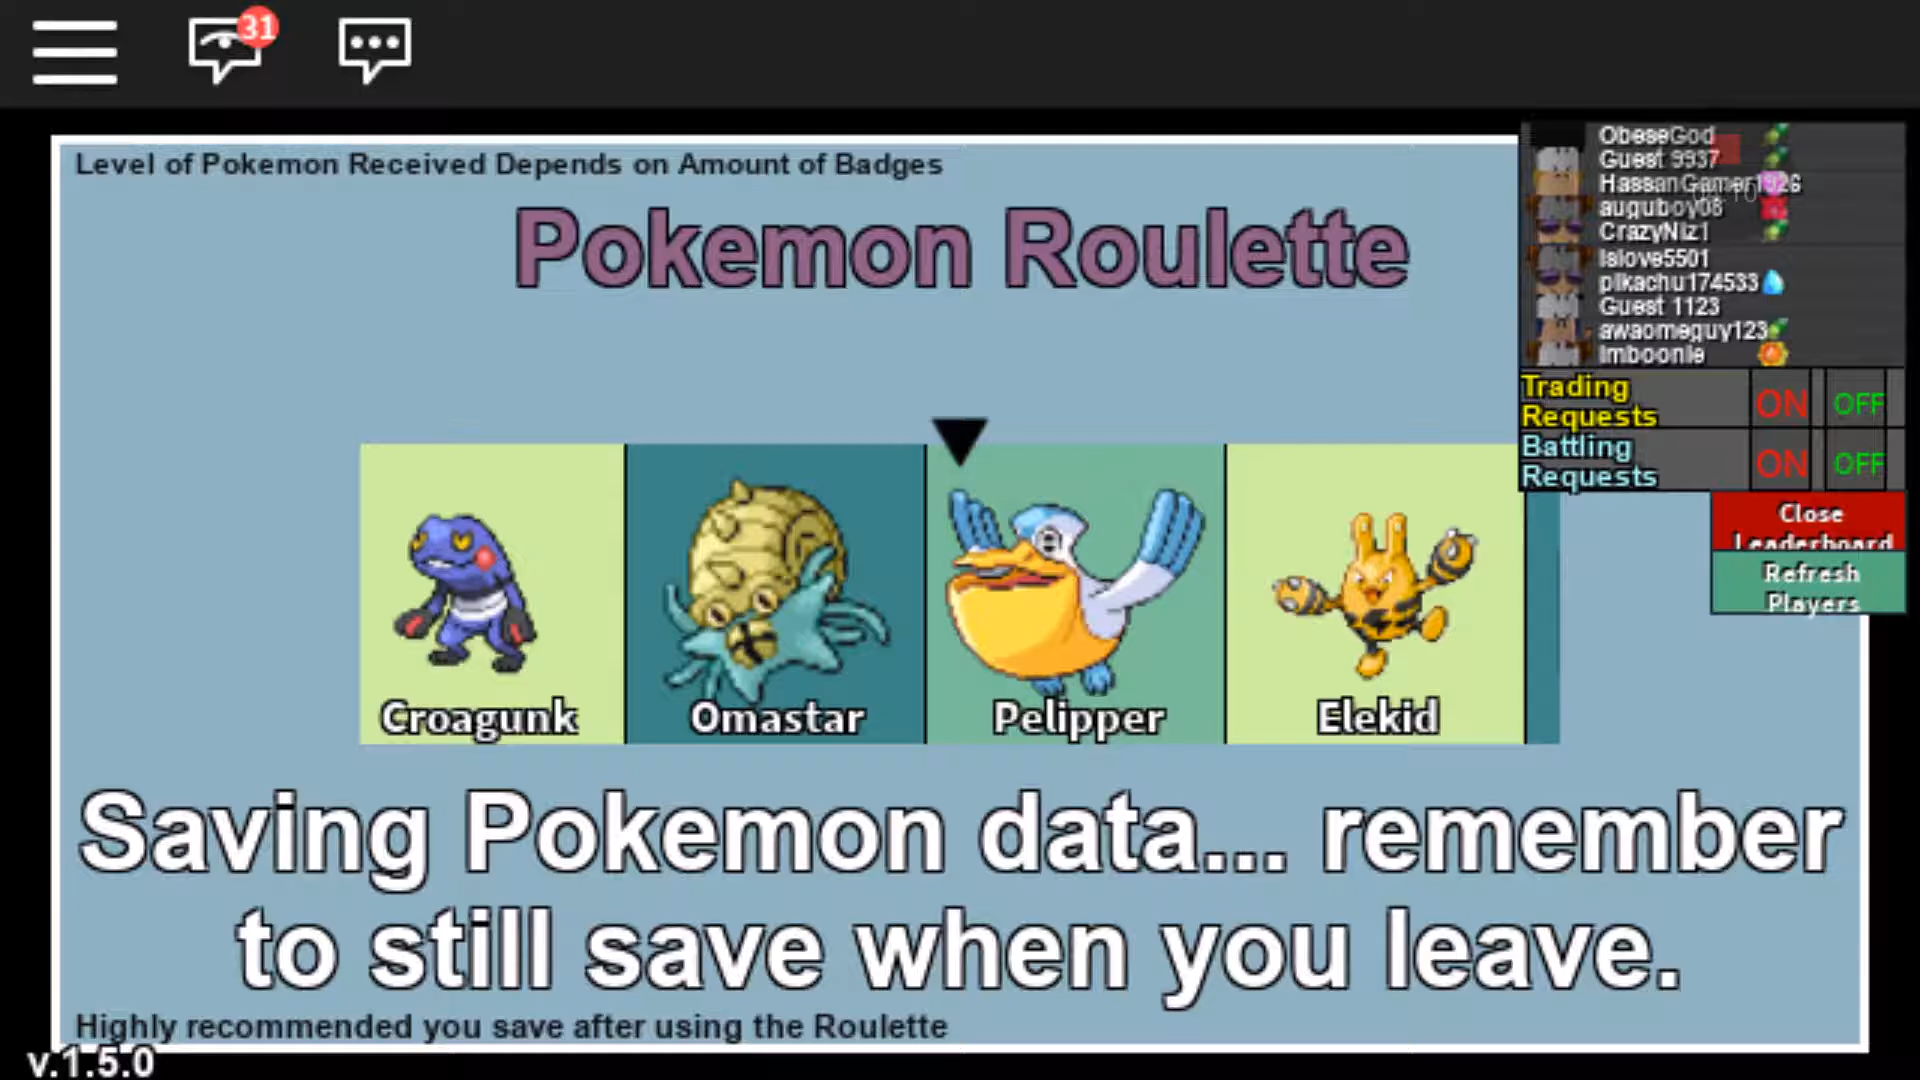 31
Level of Pokemon Received Depends on Amount of Badges
Pokemon Roulette
ObeseGod
Guest 9937
HassanGamer1926
auguboy08
CrazyNiz1
Islove5501
pikachu174533
Guest 1123
awaomeguy123
Imboonie
Trading
Requests
ON OFF
Battling
Requests
ON OFF
Close
Leaderboard
Refresh
Players
Croagunk
Omastar
Pelipper
Elekid
Saving Pokemon data... remember
to still save when you leave.
Highly recommended you save after using the Roulette
v.1.5.0